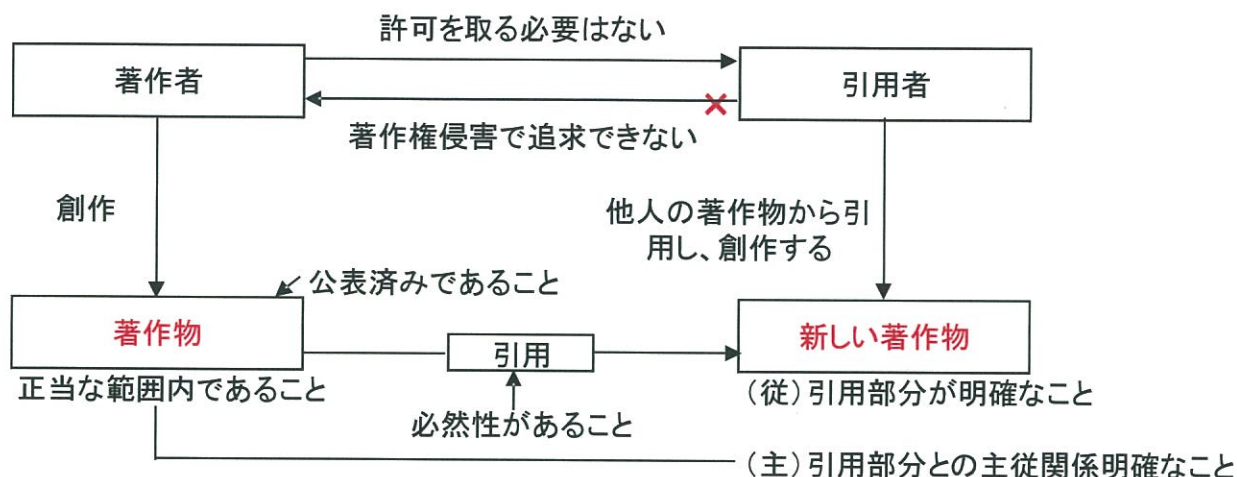 許可を取る必要はない
著作者
引用者
著作権侵害で追求できない
創作
他人の著作物から引
用し、創作する
公表済みであること
著作物
引用
新しい著作物
正当な範囲内であること
必然性があること
（従）引用部分が明確なこと
（主）引用部分との主従関係明確なこと